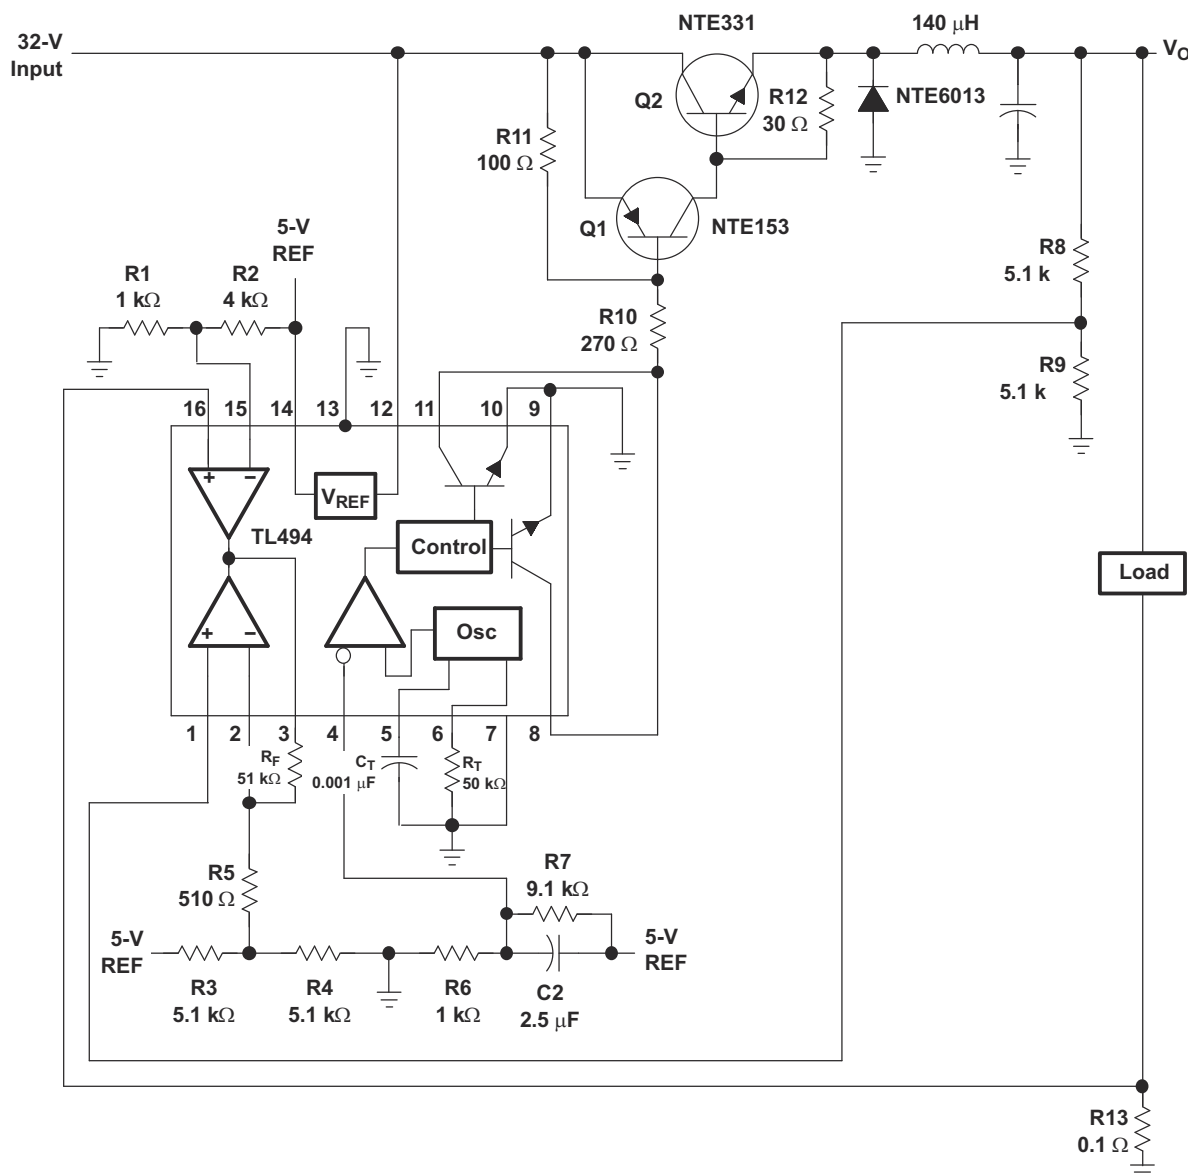 NTE331
140 μH
32-V
Input
VO
Q2
R12
30 Ω
NTE6013
R11
100 Ω
Q1
NTE153
5-V
REF
R8
5.1 k
R1
1 kΩ
R2
4 kΩ
R10
270 Ω
R9
5.1 k
16
15
14
13
12
11
10
9
+
−
VREF
TL494
Control
Load
+
−
Osc
1
2
3
4
5
6
7
8
RF
51 kΩ
CT
0.001 μF
RT
50 kΩ
R5
510 Ω
R7
9.1 kΩ
5-V
REF
5-V
REF
R3
5.1 kΩ
R4
5.1 kΩ
R6
1 kΩ
C2
2.5 μF
R13
0.1 Ω